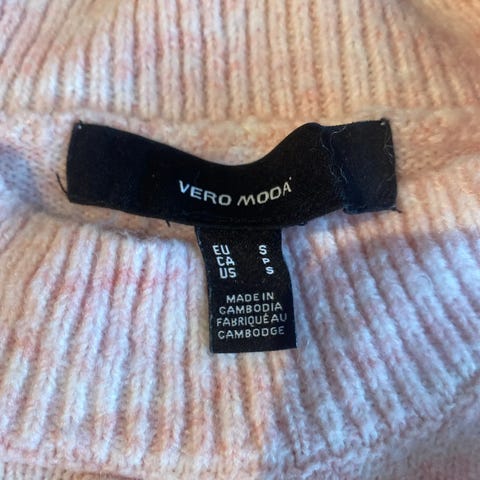 VERO MODA
EU S
CA P
US S
MADE IN
CAMBODIA
FABRIQUÉ AU
CAMBODGE